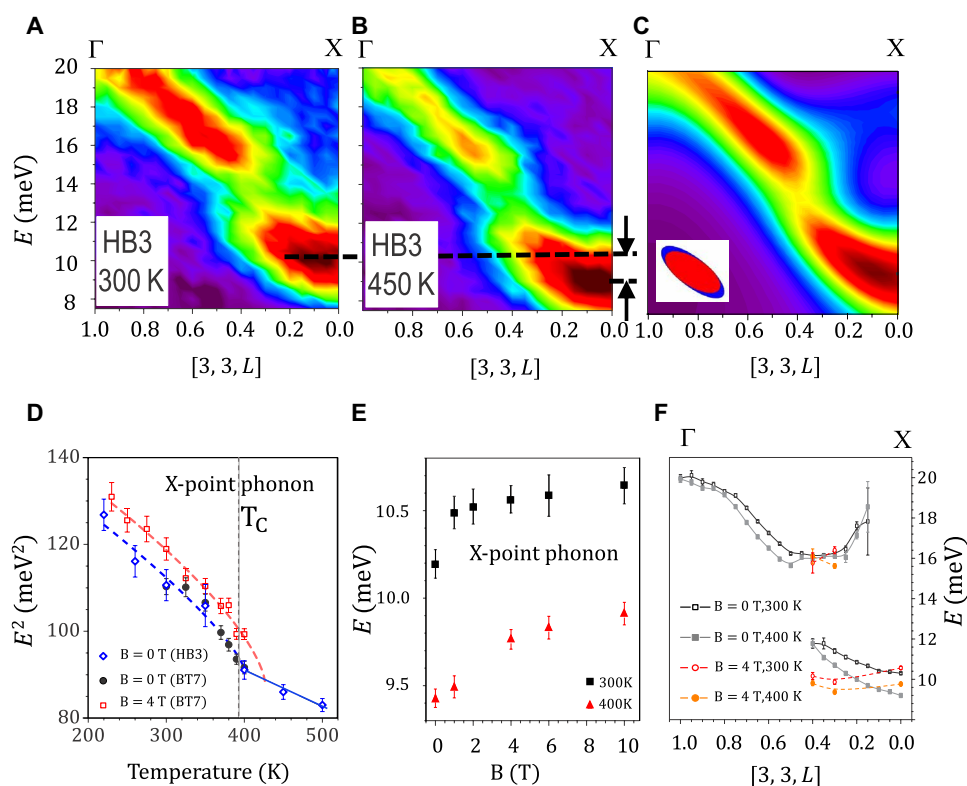 A
B
C
Γ
X
Γ
X
20
18
16
14
12
10
8
E (meV)
HB3
300 K
HB3
450 K
1.0 0.8 0.6 0.4 0.2 0.0
1.0 0.8 0.6 0.4 0.2 0.0
1.0 0.8 0.6 0.4 0.2 0.0
[3, 3, L]
[3, 3, L]
[3, 3, L]
D
140
120
100
80
E² (meV²)
X-point phonon
T_C
B = 0 T (HB3)
B = 0 T (BT7)
B = 4 T (BT7)
200 300 400 500
Temperature (K)
E
10.5
10.0
9.5
E (meV)
X-point phonon
300K
400K
0 2 4 6 8 10
B (T)
F
Γ
X
20
18
16
14
12
10
E (meV)
B = 0 T,300 K
B = 0 T,400 K
B = 4 T,300 K
B = 4 T,400 K
1.0 0.8 0.6 0.4 0.2 0.0
[3, 3, L]